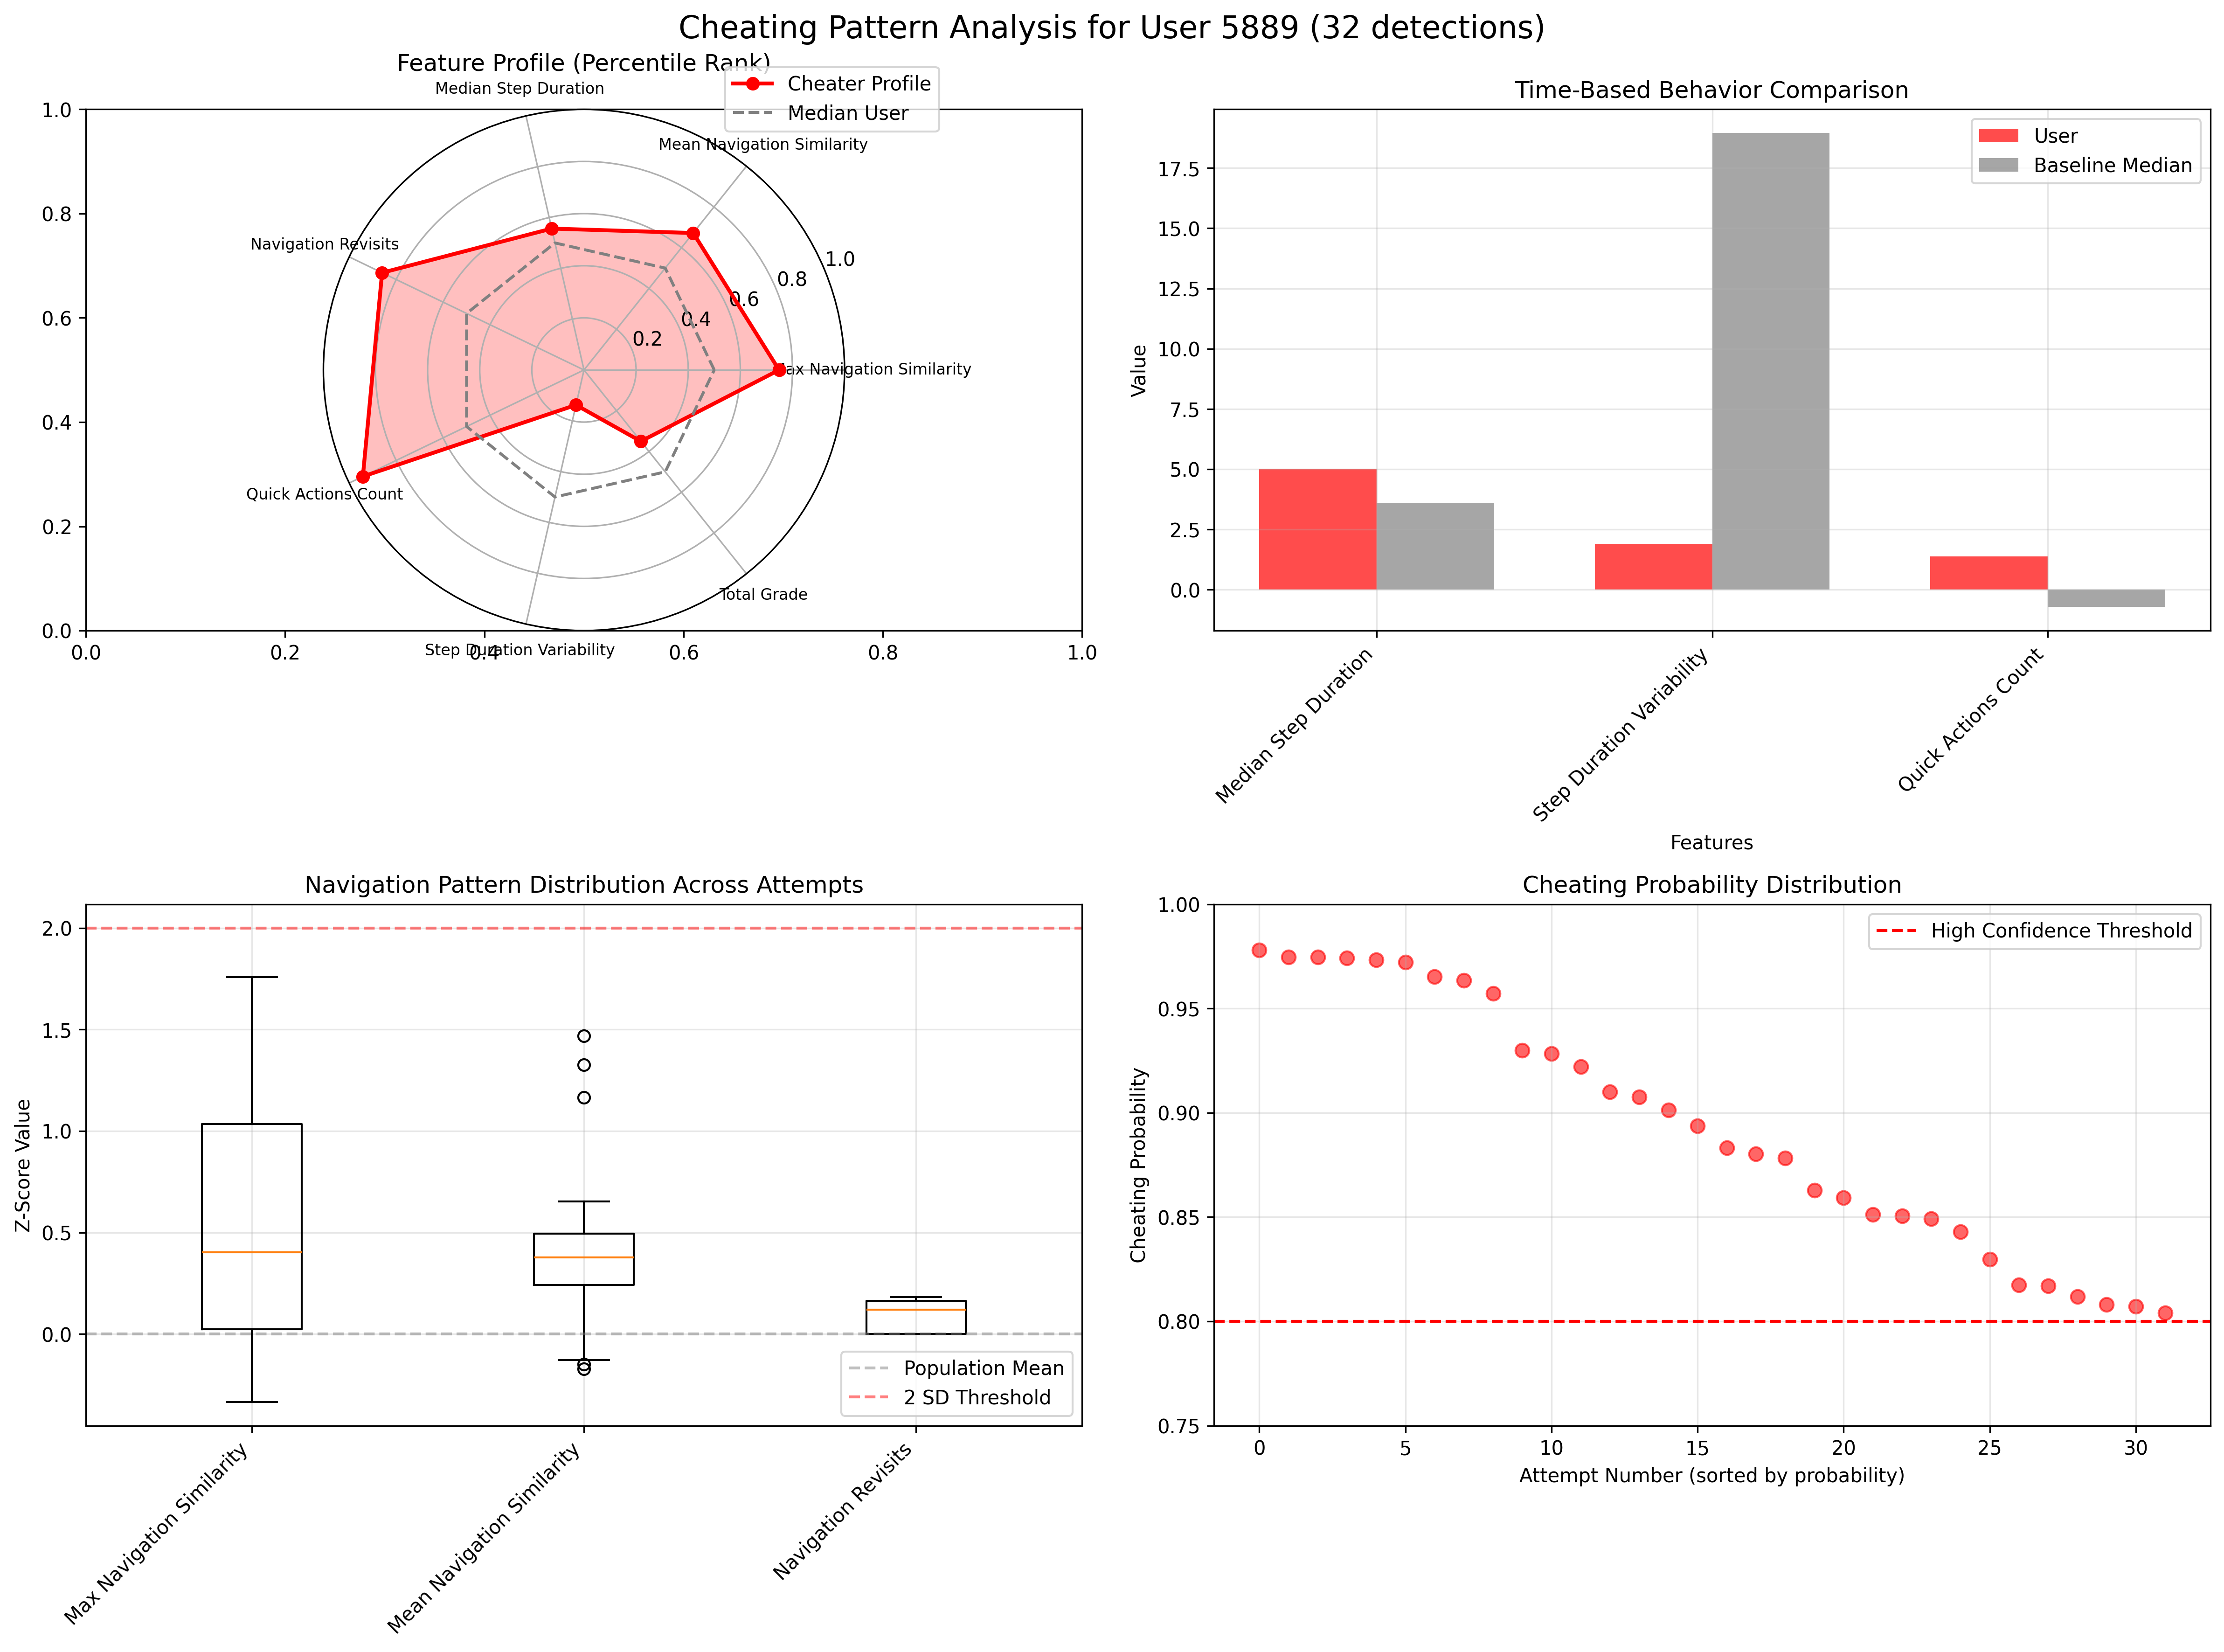 Cheating Pattern Analysis for User 5889 (32 detections)
Feature Profile (Percentile Rank)
Cheater Profile
Median User
Median Step Duration
Mean Navigation Similarity
Navigation Revisits
Max Navigation Similarity
Quick Actions Count
Total Grade
Step Duration Variability
0.2
0.4
0.6
0.8
1.0
1.0
0.8
0.6
0.4
0.2
0.0
0.0
0.2
0.4
0.6
0.8
1.0
Time-Based Behavior Comparison
User
Baseline Median
Value
17.5
15.0
12.5
10.0
7.5
5.0
2.5
0.0
Median Step Duration
Step Duration Variability
Quick Actions Count
Features
Navigation Pattern Distribution Across Attempts
Z-Score Value
2.0
1.5
1.0
0.5
0.0
Population Mean
2 SD Threshold
Max Navigation Similarity
Mean Navigation Similarity
Navigation Revisits
Cheating Probability Distribution
High Confidence Threshold
Cheating Probability
1.00
0.95
0.90
0.85
0.80
0.75
0
5
10
15
20
25
30
Attempt Number (sorted by probability)